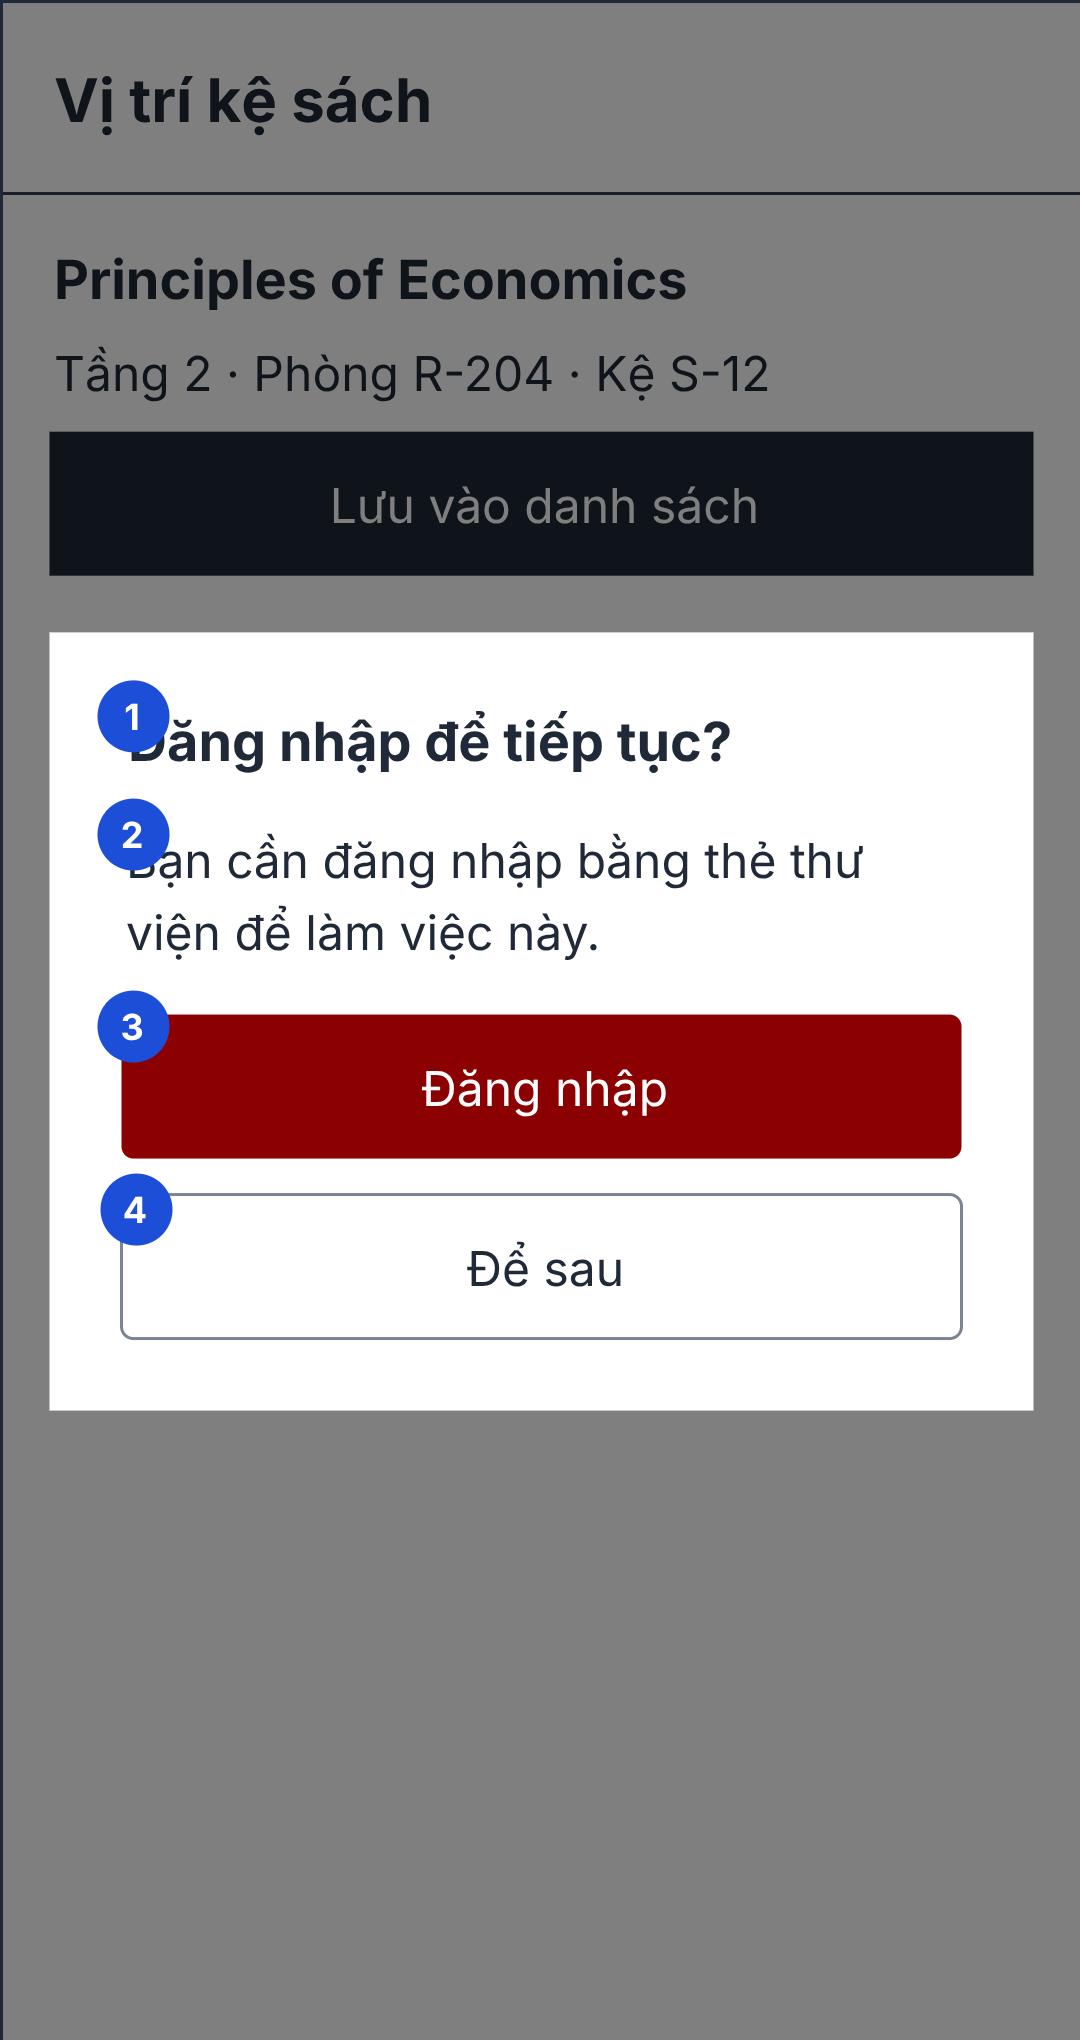 Vị trí kệ sách
Principles of Economics
Tầng 2 · Phòng R-204 · Kệ S-12
Lưu vào danh sách
1
Đăng nhập để tiếp tục?
2
Bạn cần đăng nhập bằng thẻ thư
viện để làm việc này.
3
Đăng nhập
4
Để sau